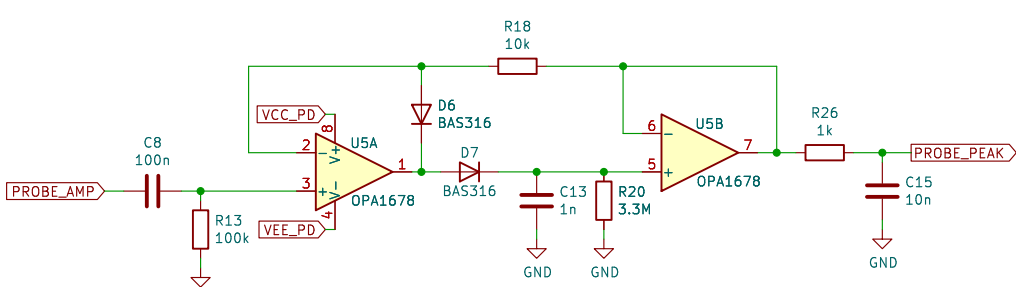 R18
10k
VCC_PD
8
D6
BAS316
U5A
V+
2
-
C8
100n
D7
BAS316
1
6
-
U5B
7
R26
1k
PROBE_PEAK
PROBE_AMP
3
+
V-
4
OPA1678
5
+
OPA1678
C13
1n
R20
3.3M
C15
10n
R13
100k
VEE_PD
GND
GND
GND